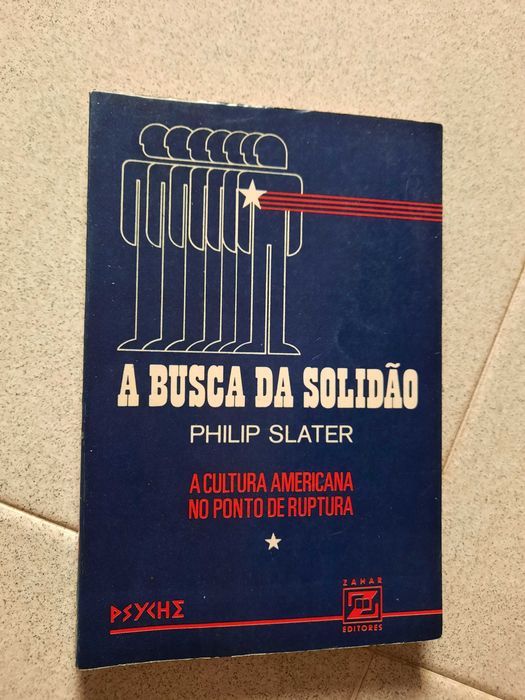 A BUSCA DA SOLIDÃO
PHILIP SLATER
A CULTURA AMERICANA
NO PONTO DE RUPTURA
PSYCHE
ZAHAR
EDITORES